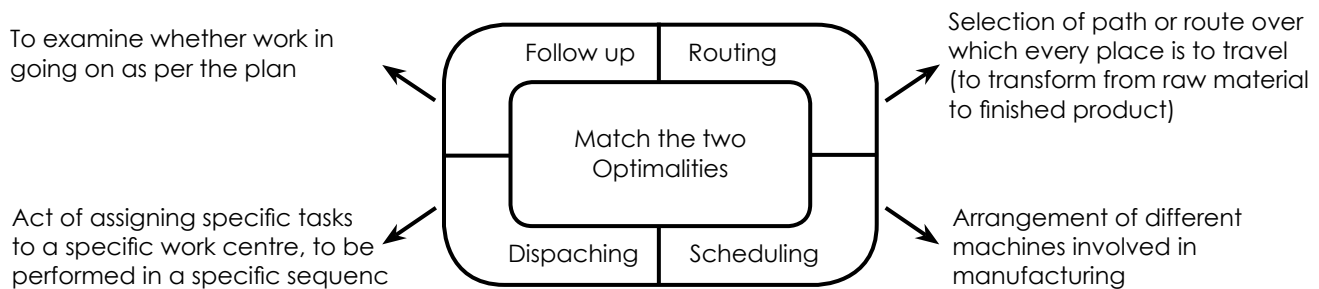 To examine whether work in
going on as per the plan
Follow up
Routing
Selection of path or route over
which every place is to travel
(to transform from raw material
to finished product)
Match the two
Optimalities
Act of assigning specific tasks
to a specific work centre, to be
performed in a specific sequenc
Dispaching
Scheduling
Arrangement of different
machines involved in
manufacturing